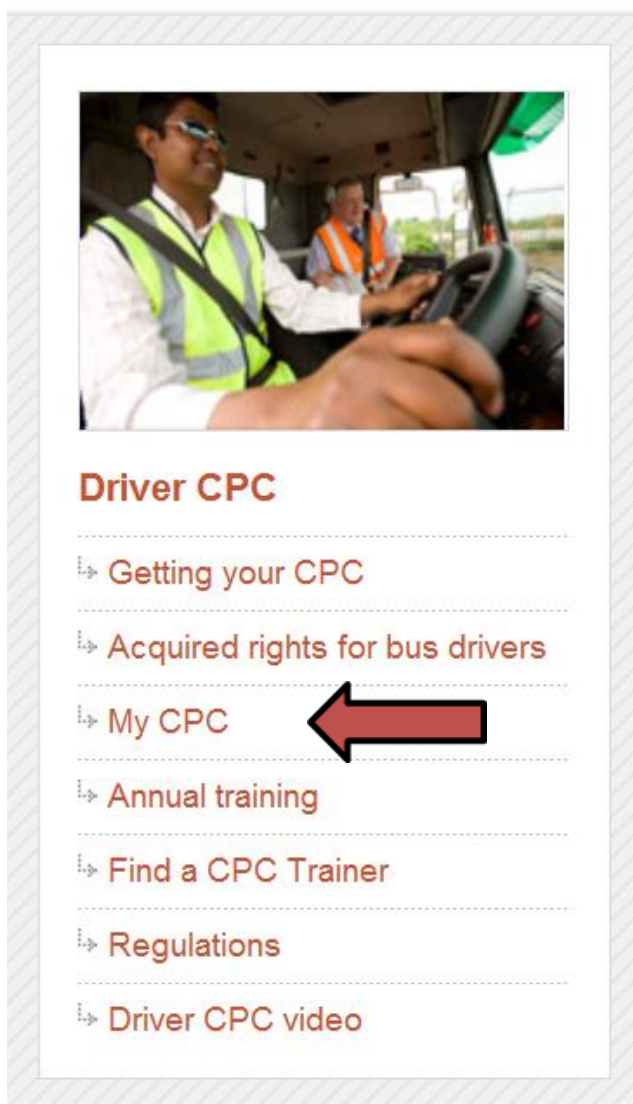 Driver CPC
Getting your CPC
Acquired rights for bus drivers
My CPC
Annual training
Find a CPC Trainer
Regulations
Driver CPC video